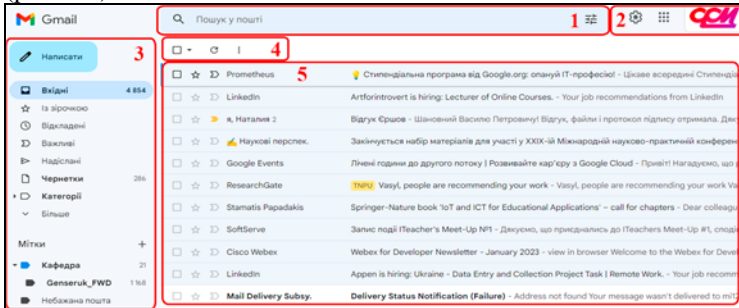 Gmail
Пошук у пошті
1
2
Написати
3
4
Вхідні 4 854
Із зірочкою
Відкладені
Важливі
Надіслані
Чернетки 286
Категорії
Більше
Мітки +
Кафедра 21
Genseruk_FWD 1168
Небажана пошта
Prometheus 5 Стипендіальна програма від Google.org: опануй ІТ-професію! - Цікаве всередині Стипендіа
LinkedIn Artforintrovert is hiring: Lecturer of Online Courses. - Your job recommendations from LinkedIn
я, Наталия 2 Відгук Єршов - Шановний Василю Петровичу! Відгук, файли і протокол підпису отримала. Дяк
Наукові перспек. Закінчується набір матеріалів для участі у XXIX-ій Міжнародній науково-практичній конферен
Google Events Лічені години до другого потоку | Розвивайте кар'єру з Google Cloud - Привіт! Нагадуємо, що
ResearchGate TNPU Vasyl, people are recommending your work - Vasyl, people are recommending your work Va
Stamatis Papadakis Springer-Nature book 'IoT and ICT for Educational Applications' – call for chapters - Dear colleagu
SoftServe Запис події ITeacher's Meet-Up №1 - Дякуємо, що приєднались до ITeachers Meet-Up #1, сподів
Cisco Webex Webex for Developer Newsletter - January 2023 - view in browser Welcome to the Webex for Devel
LinkedIn Appen is hiring: Ukraine - Data Entry and Collection Project Task | Remote Work. - Your job recomm
Mail Delivery Subsy. Delivery Status Notification (Failure) - Address not found Your message wasn't delivered to mit